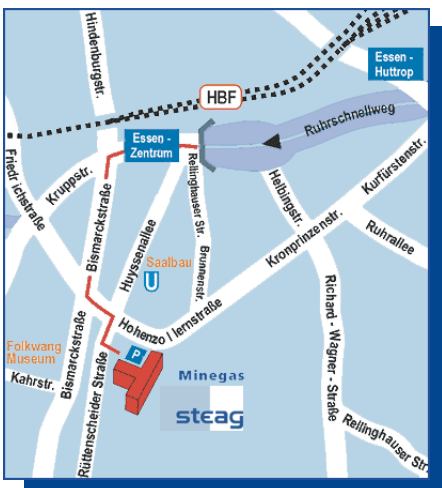 Hindenburgstr.
Essen -
Huttrop
HBF
Ruhrschnellweg
Essen -
Zentrum
Friedrichstraße
Kruppstr.
Bismarckstraße
Huyssenallee
Rellinghauser Str.
Brunnenstr.
Helbingstr.
Kurfürstenstr.
Kronprinzenstr.
Ruhrallee
Saalbau
U
Richard - Wagner - Straße
Hohenzollernstraße
P
Folkwang
Museum
Kahrstr.
Bismarckstraße
Rüttenscheider Straße
Minegas
steag
Rellinghauser Str.